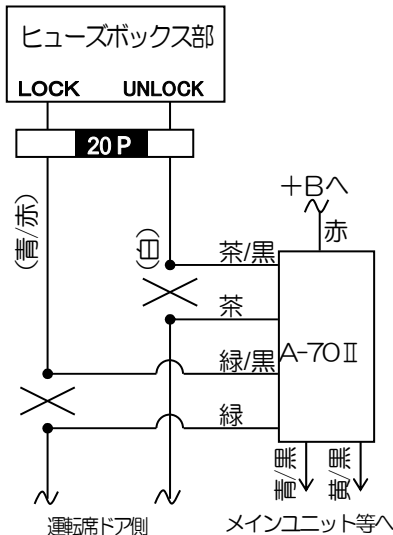 ヒューズボックス部
LOCK UNLOCK
20 P
＋Bへ
赤
(青/赤)
(白)
茶/黒
茶
緑/黒
A-70Ⅱ
緑
青/黒
黄/黒
運転席ドア側
メインユニット等へ